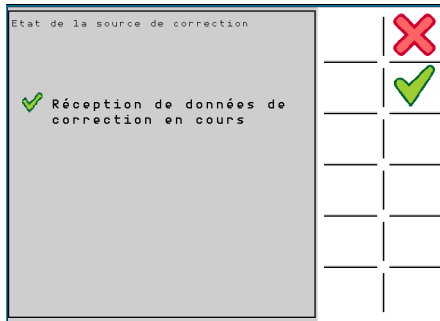 Etat de la source de correction
Réception de données de
correction en cours